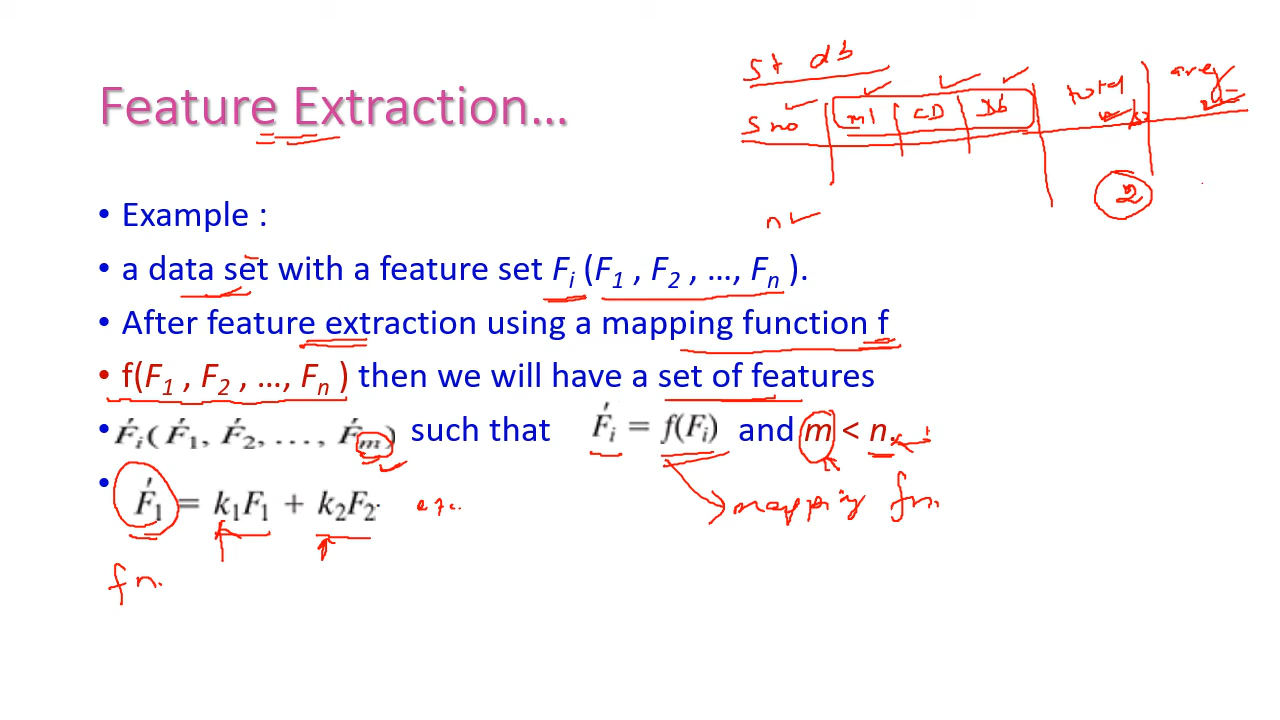 St db
Feature Extraction...
S no ml CD Db total avg
2
• Example :
n
• a data set with a feature set Fi (F1 , F2 , ..., Fn ).
• After feature extraction using a mapping function f
• f(F1 , F2 , ..., Fn ) then we will have a set of features
• F́i( F́1, F́2, ..., F́m) such that F́i = f(Fi) and m < n.
• F́1 = k1F1 + k2F2.
mapping fn.
fn.